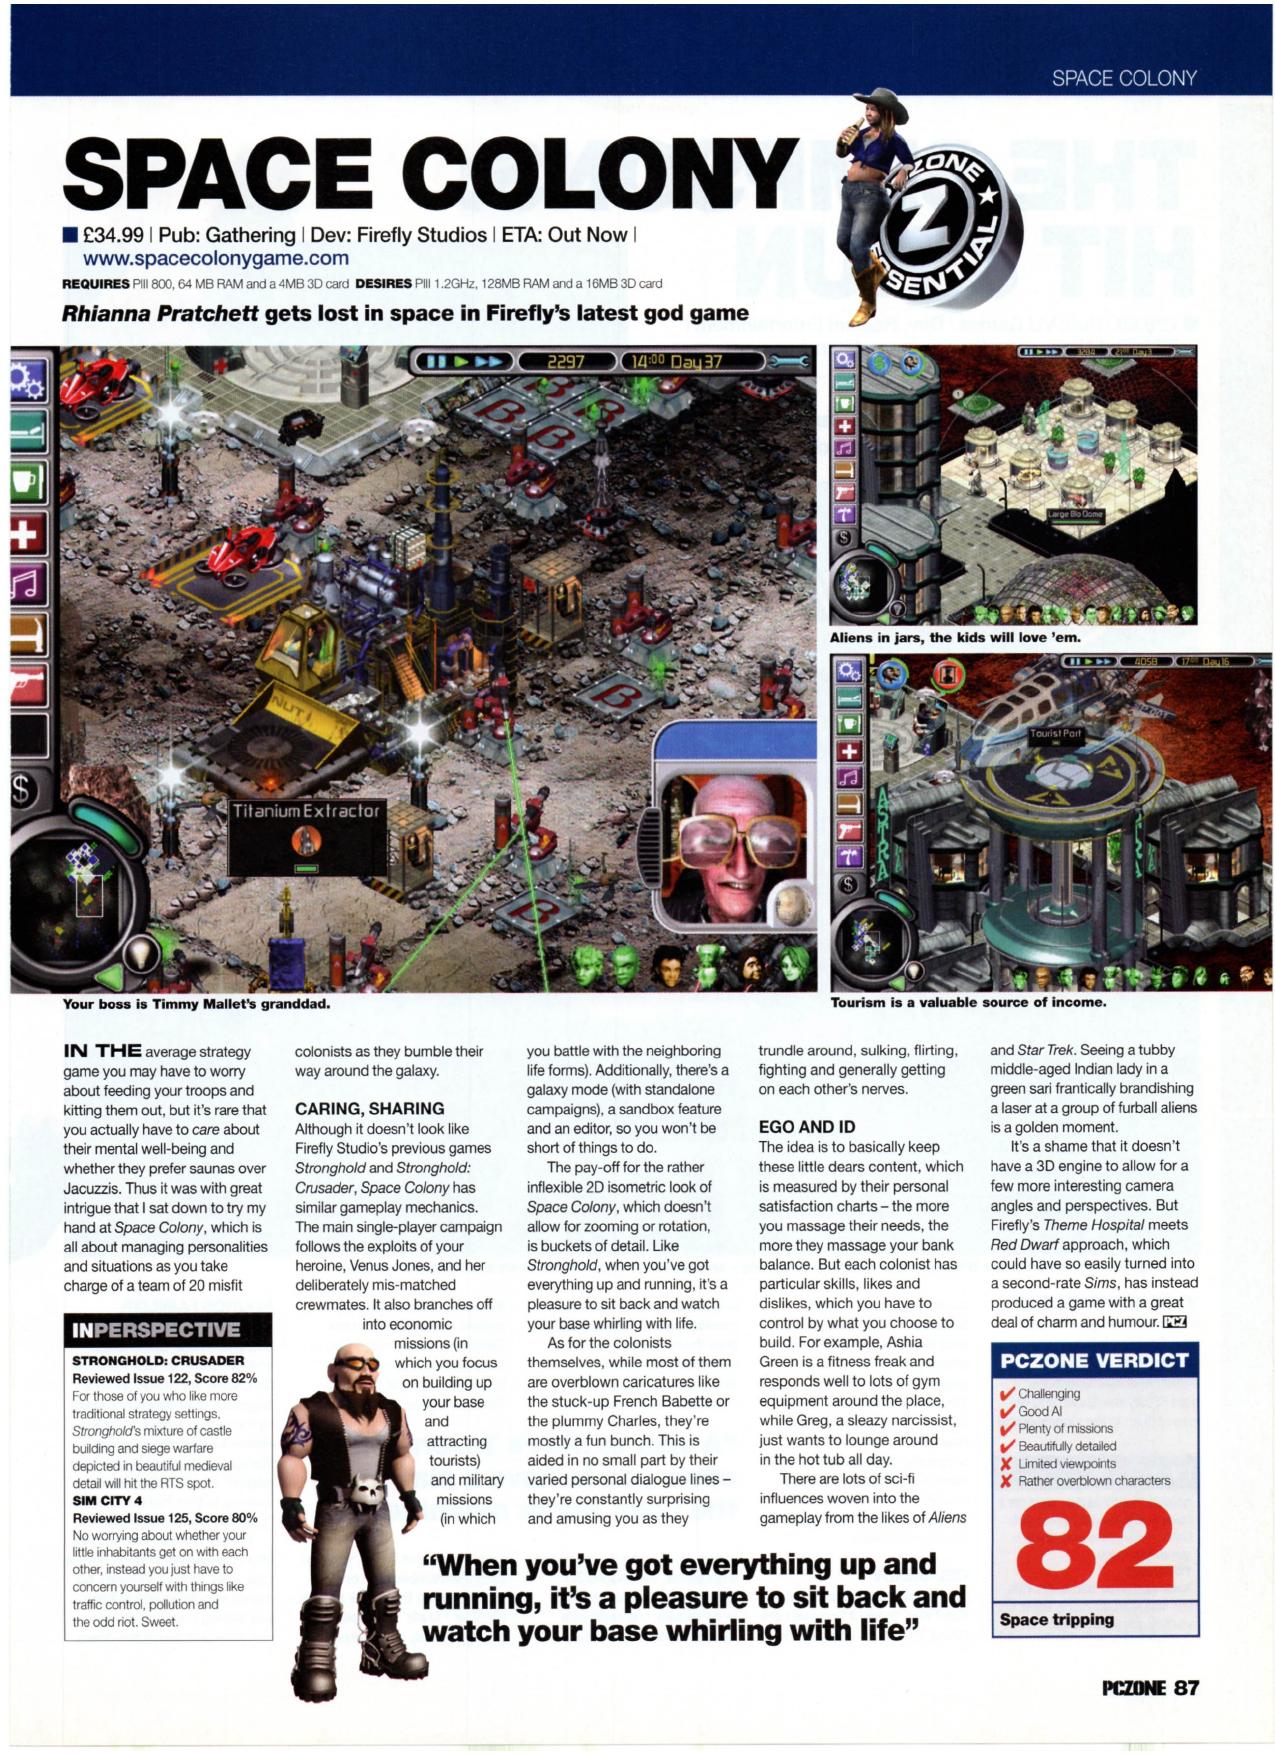 SPACE COLONY
SPACE COLONY
PCZONE ★
Z
ESSENTIAL
£34.99 | Pub: Gathering | Dev: Firefly Studios | ETA: Out Now |
www.spacecolonygame.com
REQUIRES PIII 800, 64 MB RAM and a 4MB 3D card DESIRES PIII 1.2GHz, 128MB RAM and a 16MB 3D card
Rhianna Pratchett gets lost in space in Firefly's latest god game
2297
14:00 Day 37
β
β
β
β
β
NUT
Titanium Extractor
$
Your boss is Timmy Mallet's granddad.
3284
Day 3
Large Bio Dome
$
Aliens in jars, the kids will love 'em.
4058
17:00 Day 16
Tourist Port
ASTRA
$
Tourism is a valuable source of income.
IN THE average strategy
game you may have to worry
about feeding your troops and
kitting them out, but it's rare that
you actually have to care about
their mental well-being and
whether they prefer saunas over
Jacuzzis. Thus it was with great
intrigue that I sat down to try my
hand at Space Colony, which is
all about managing personalities
and situations as you take
charge of a team of 20 misfit
colonists as they bumble their
way around the galaxy.
CARING, SHARING
Although it doesn't look like
Firefly Studio's previous games
Stronghold and Stronghold:
Crusader, Space Colony has
similar gameplay mechanics.
The main single-player campaign
follows the exploits of your
heroine, Venus Jones, and her
deliberately mis-matched
crewmates. It also branches off
into economic
missions (in
which you focus
on building up
your base
and
attracting
tourists)
and military
missions
(in which
you battle with the neighboring
life forms). Additionally, there's a
galaxy mode (with standalone
campaigns), a sandbox feature
and an editor, so you won't be
short of things to do.
The pay-off for the rather
inflexible 2D isometric look of
Space Colony, which doesn't
allow for zooming or rotation,
is buckets of detail. Like
Stronghold, when you've got
everything up and running, it's a
pleasure to sit back and watch
your base whirling with life.
As for the colonists
themselves, while most of them
are overblown caricatures like
the stuck-up French Babette or
the plummy Charles, they're
mostly a fun bunch. This is
aided in no small part by their
varied personal dialogue lines –
they're constantly surprising
and amusing you as they
trundle around, sulking, flirting,
fighting and generally getting
on each other's nerves.
EGO AND ID
The idea is to basically keep
these little dears content, which
is measured by their personal
satisfaction charts – the more
you massage their needs, the
more they massage your bank
balance. But each colonist has
particular skills, likes and
dislikes, which you have to
control by what you choose to
build. For example, Ashia
Green is a fitness freak and
responds well to lots of gym
equipment around the place,
while Greg, a sleazy narcissist,
just wants to lounge around
in the hot tub all day.
There are lots of sci-fi
influences woven into the
gameplay from the likes of Aliens
and Star Trek. Seeing a tubby
middle-aged Indian lady in a
green sari frantically brandishing
a laser at a group of furball aliens
is a golden moment.
It's a shame that it doesn't
have a 3D engine to allow for a
few more interesting camera
angles and perspectives. But
Firefly's Theme Hospital meets
Red Dwarf approach, which
could have so easily turned into
a second-rate Sims, has instead
produced a game with a great
deal of charm and humour. PCZ
INPERSPECTIVE
STRONGHOLD: CRUSADER
Reviewed Issue 122, Score 82%
For those of you who like more
traditional strategy settings,
Stronghold's mixture of castle
building and siege warfare
depicted in beautiful medieval
detail will hit the RTS spot.
SIM CITY 4
Reviewed Issue 125, Score 80%
No worrying about whether your
little inhabitants get on with each
other, instead you just have to
concern yourself with things like
traffic control, pollution and
the odd riot. Sweet.
“When you've got everything up and
running, it's a pleasure to sit back and
watch your base whirling with life”
PCZONE VERDICT
✓ Challenging
✓ Good AI
✓ Plenty of missions
✓ Beautifully detailed
✗ Limited viewpoints
✗ Rather overblown characters
82
Space tripping
PCZONE 87